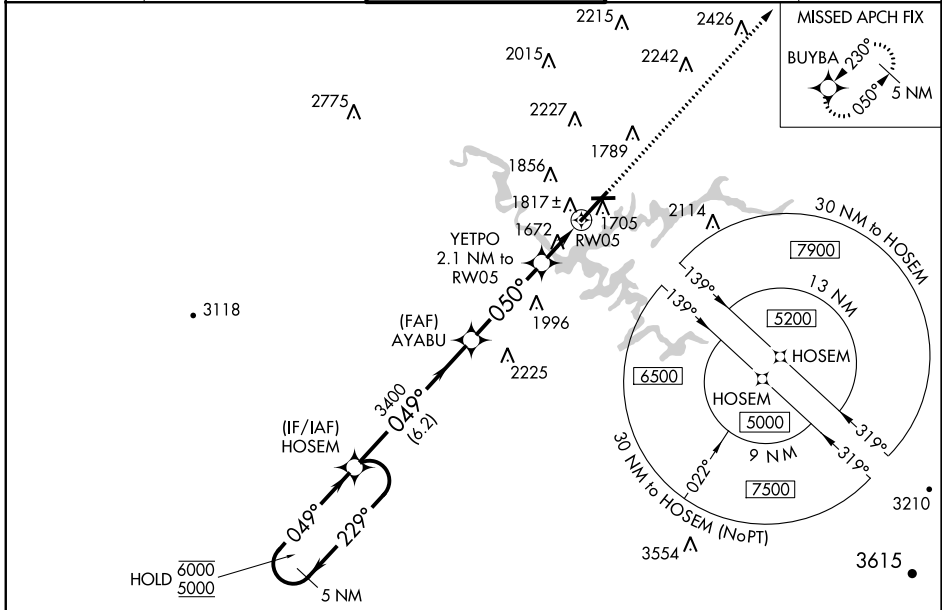 2215
2426
MISSED APCH FIX
BUYBA
230°
050°
5 NM
2015
2242
2775
2227
1789
1856
1817±
1705
1672
RW05
2114
YETPO
2.1 NM to
RW05
050°
3118
(FAF)
AYABU
1996
2225
3400
049°
(6.2)
(IF/IAF)
HOSEM
049°
229°
HOLD
6000
5000
5 NM
30 NM to HOSEM
7900
139°
13 NM
139°
5200
HOSEM
6500
HOSEM
5000
319°
9 NM
319°
022°
7500
30 NM to HOSEM (NoPT)
3210
3554
3615